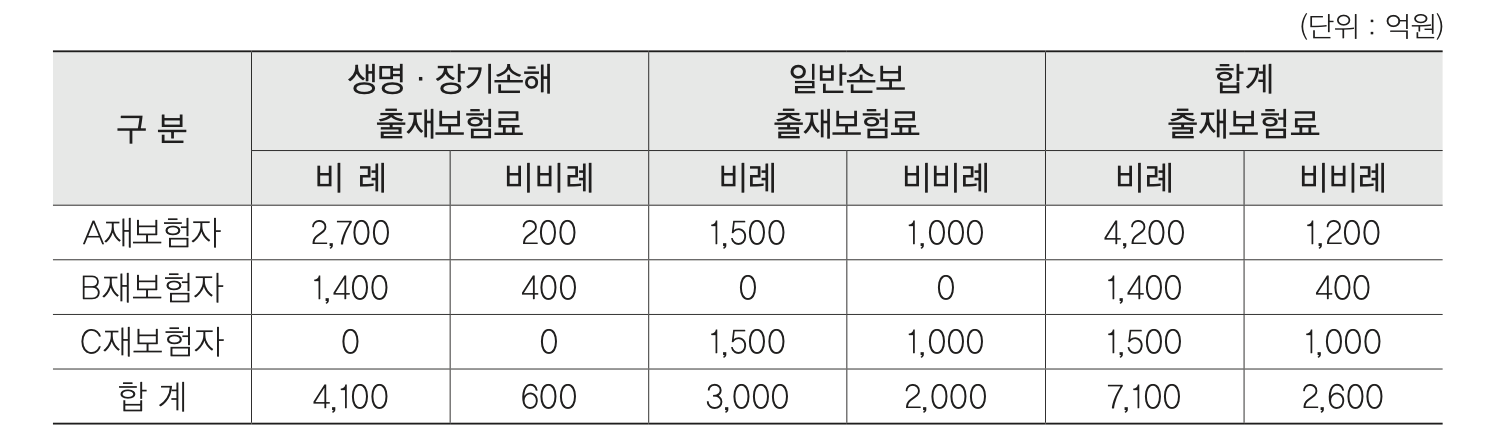 (단위 : 억원)
구 분 생명 · 장기손해 출재보험료 일반손보 출재보험료 합계 출재보험료
비 례 비비례 비례 비비례 비례 비비례
A재보험자 2,700 200 1,500 1,000 4,200 1,200
B재보험자 1,400 400 0 0 1,400 400
C재보험자 0 0 1,500 1,000 1,500 1,000
합 계 4,100 600 3,000 2,000 7,100 2,600